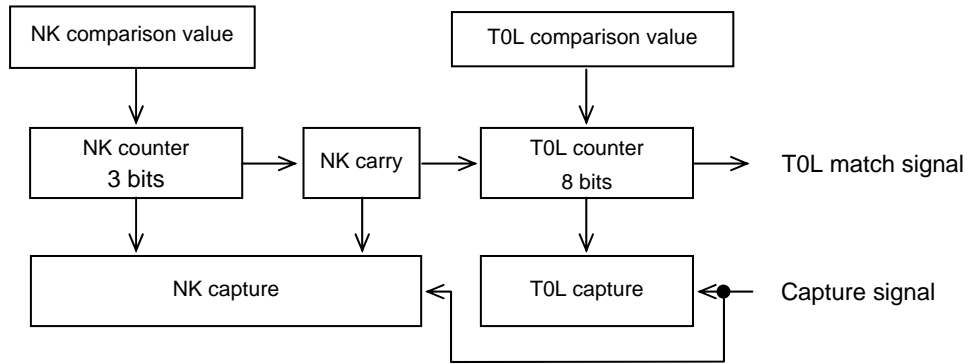 NK comparison value
T0L comparison value
NK counter
3 bits
NK carry
T0L counter
8 bits
T0L match signal
NK capture
T0L capture
Capture signal